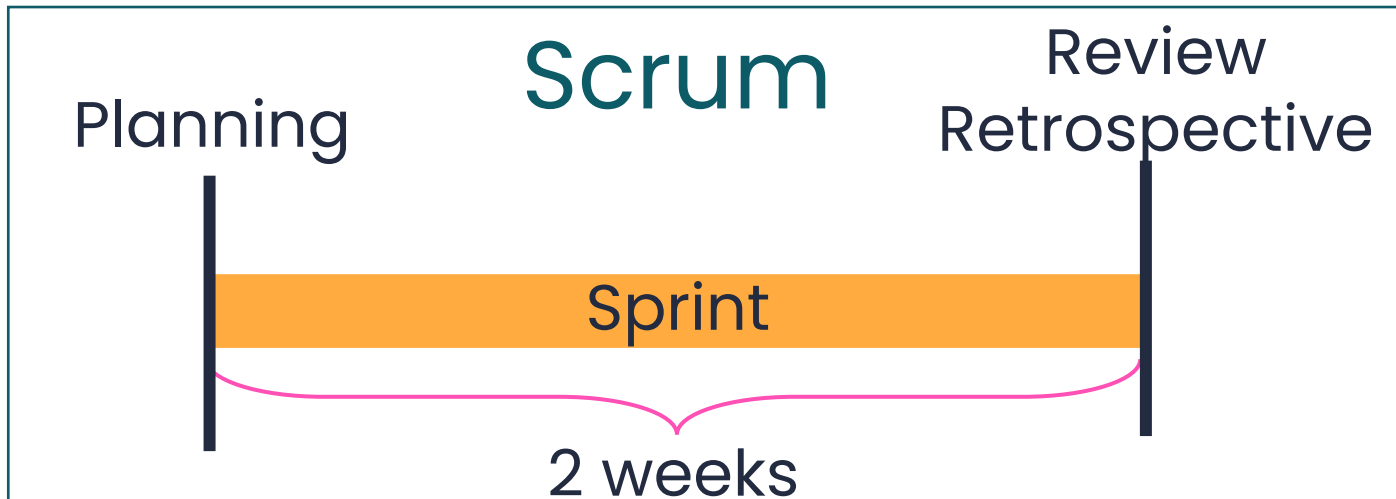 Scrum
Planning
Review
Retrospective
Sprint
2 weeks